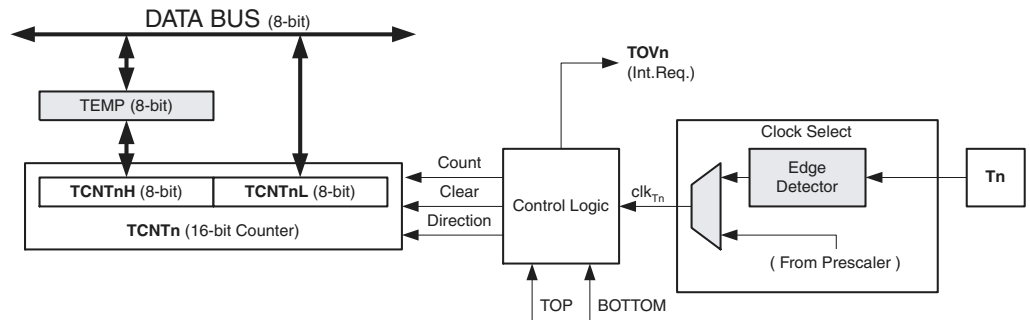 DATA BUS (8-bit)
TEMP (8-bit)
TCNTnH (8-bit)
TCNTnL (8-bit)
TCNTn (16-bit Counter)
Count
Clear
Direction
Control Logic
TOVn
(Int.Req.)
TOP
BOTTOM
clkTn
Clock Select
Edge
Detector
( From Prescaler )
Tn